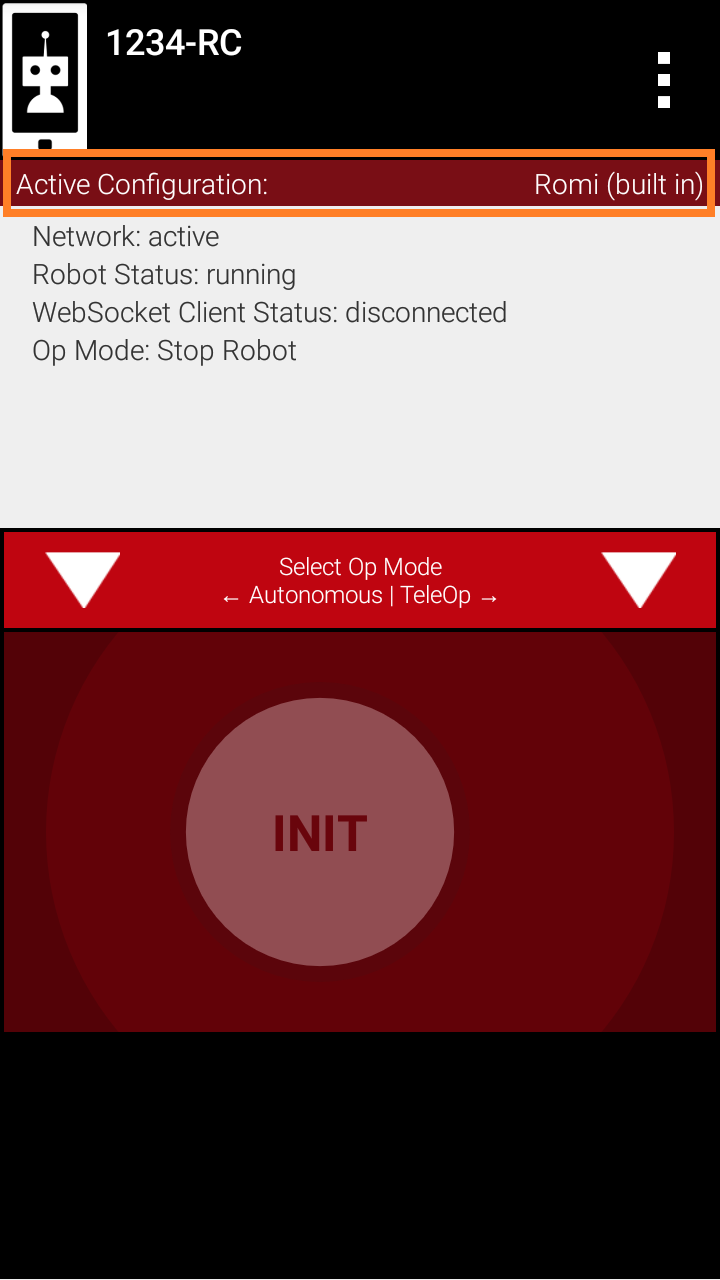 1234-RC
Active Configuration: Romi (built in)
Network: active
Robot Status: running
WebSocket Client Status: disconnected
Op Mode: Stop Robot
Select Op Mode
← Autonomous | TeleOp →
INIT